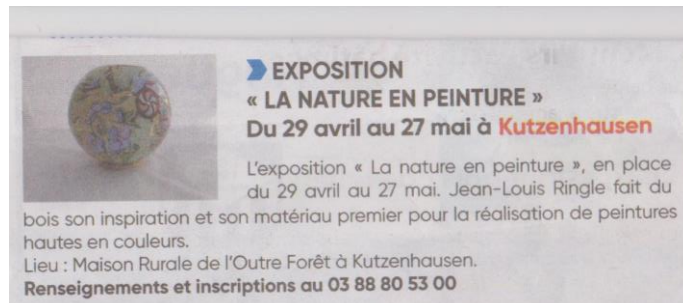 EXPOSITION
« LA NATURE EN PEINTURE »
Du 29 avril au 27 mai à Kutzenhausen
L'exposition « La nature en peinture », en place
du 29 avril au 27 mai. Jean-Louis Ringle fait du
bois son inspiration et son matériau premier pour la réalisation de peintures
hautes en couleurs.
Lieu : Maison Rurale de l'Outre Forêt à Kutzenhausen.
Renseignements et inscriptions au 03 88 80 53 00